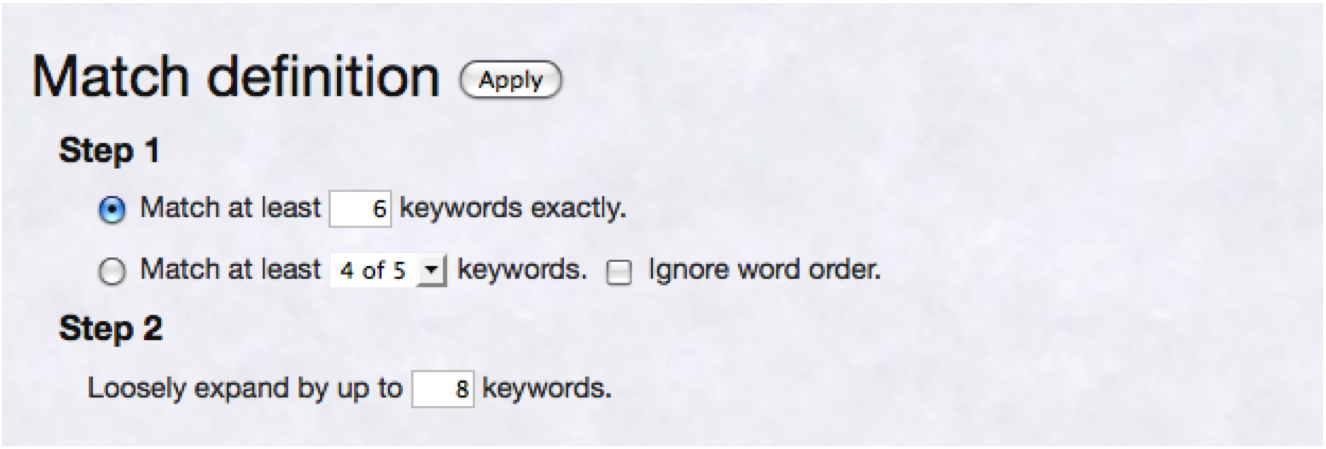 Match definition Apply
Step 1
Match at least 6 keywords exactly.
Match at least 4 of 5 keywords. Ignore word order.
Step 2
Loosely expand by up to 8 keywords.